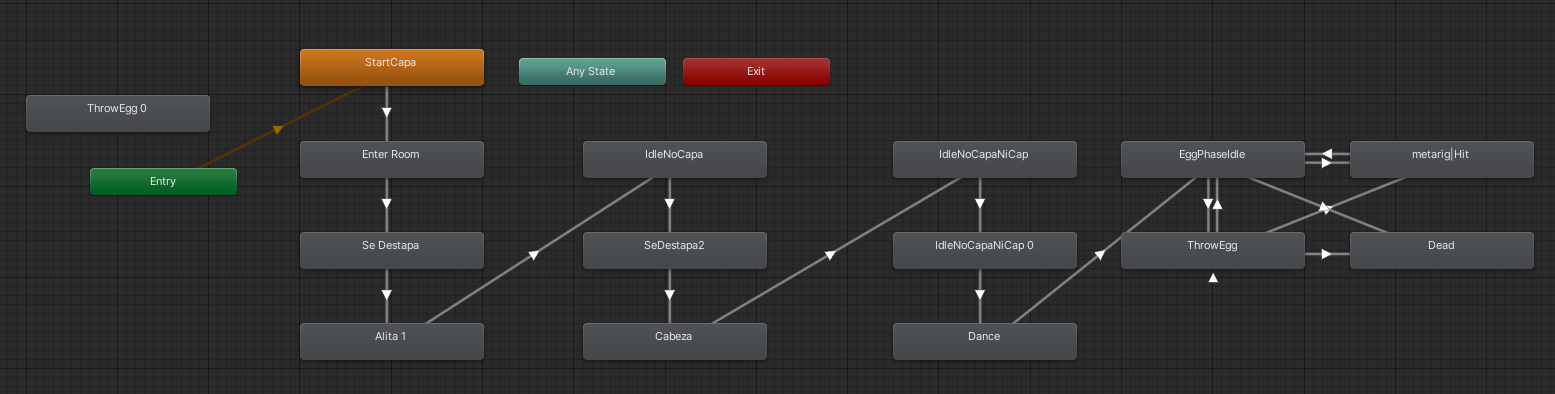 StartCapa
Any State
Exit
ThrowEgg 0
Entry
Enter Room
IdleNoCapa
IdleNoCapaNiCap
EggPhaseIdle
metarig|Hit
Se Destapa
SeDestapa2
IdleNoCapaNiCap 0
ThrowEgg
Dead
Alita 1
Cabeza
Dance